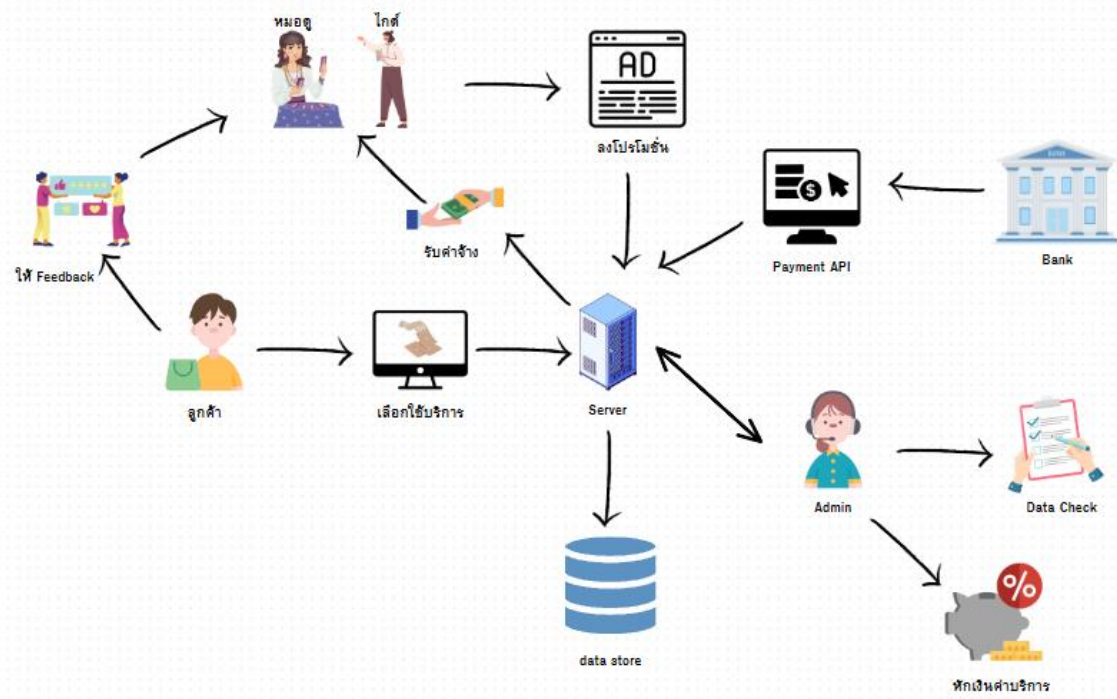 หมอดู
ไกด์
AD
ลงโปรโมชั่น
$
Payment API
BANK
Bank
ให้ Feedback
รับค่าจ้าง
ลูกค้า
เลือกใช้บริการ
Server
Admin
Data Check
data store
%
หักเงินค่าบริการ